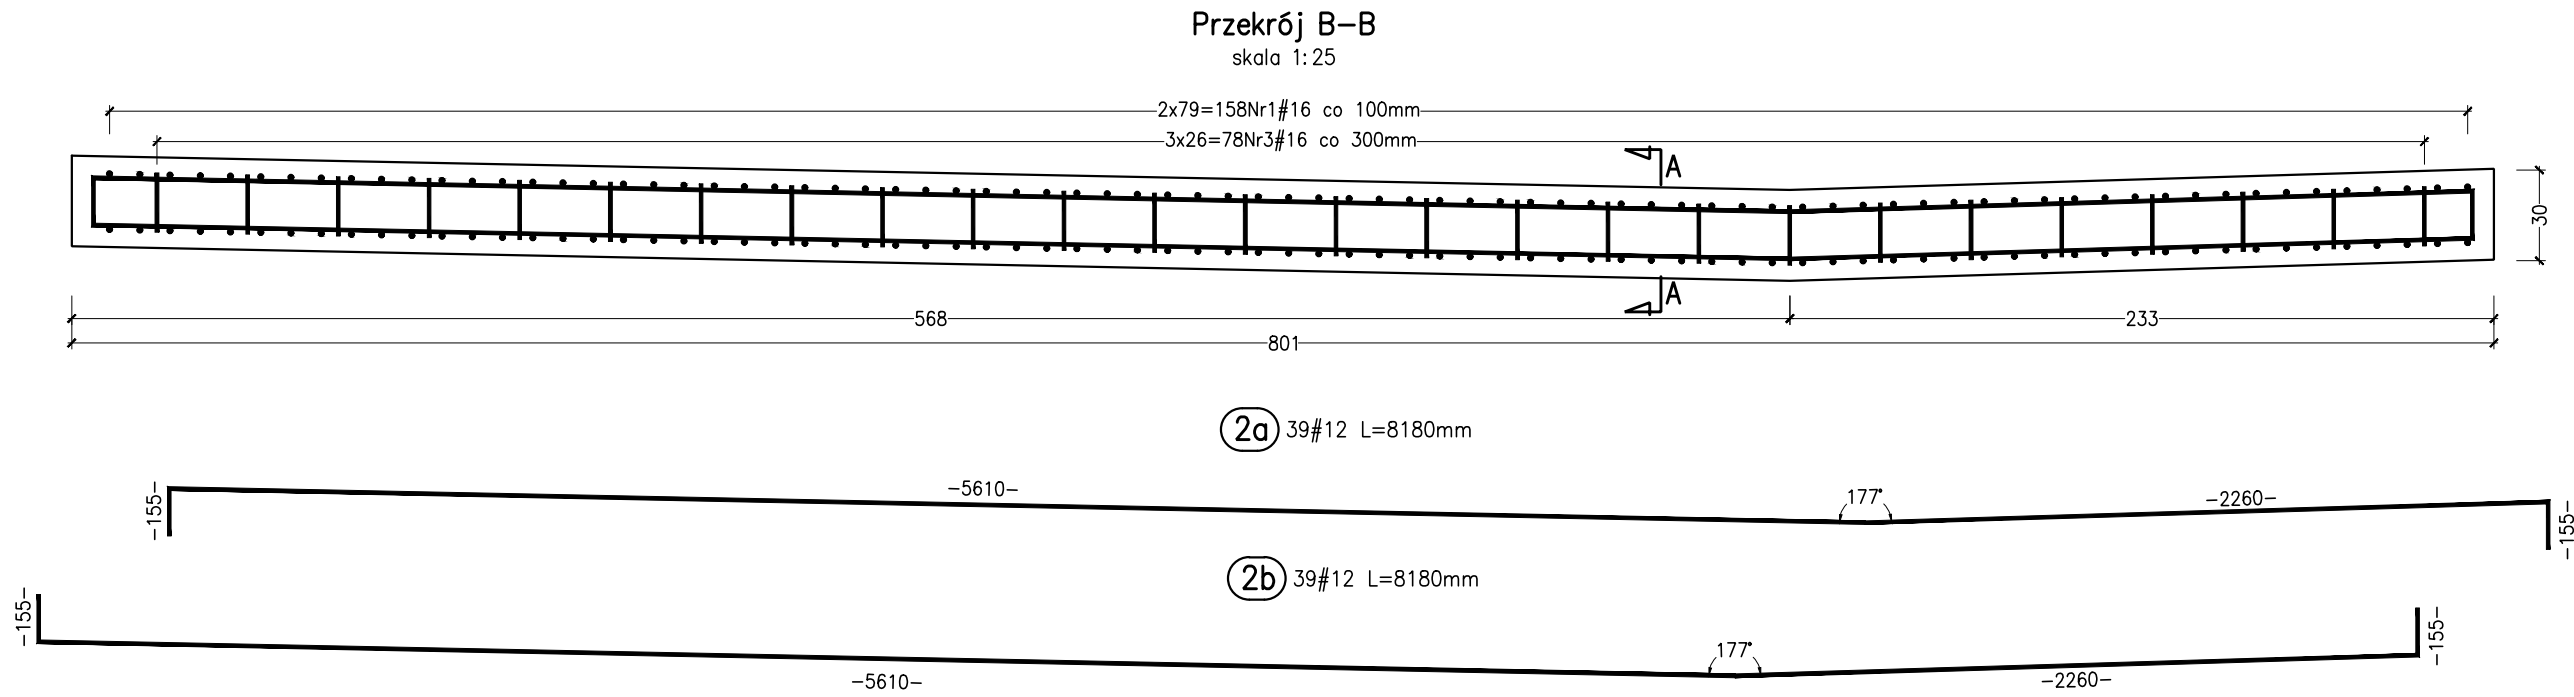 Przekrój B-B
skala 1:25
2x79=158Nr1#16 co 100mm
3x26=78Nr3#16 co 300mm
A
30
A
568
233
801
2a 39#12 L=8180mm
-155-
-5610-
177°
-2260-
-155-
2b 39#12 L=8180mm
-155-
-5610-
177°
-2260-
-155-